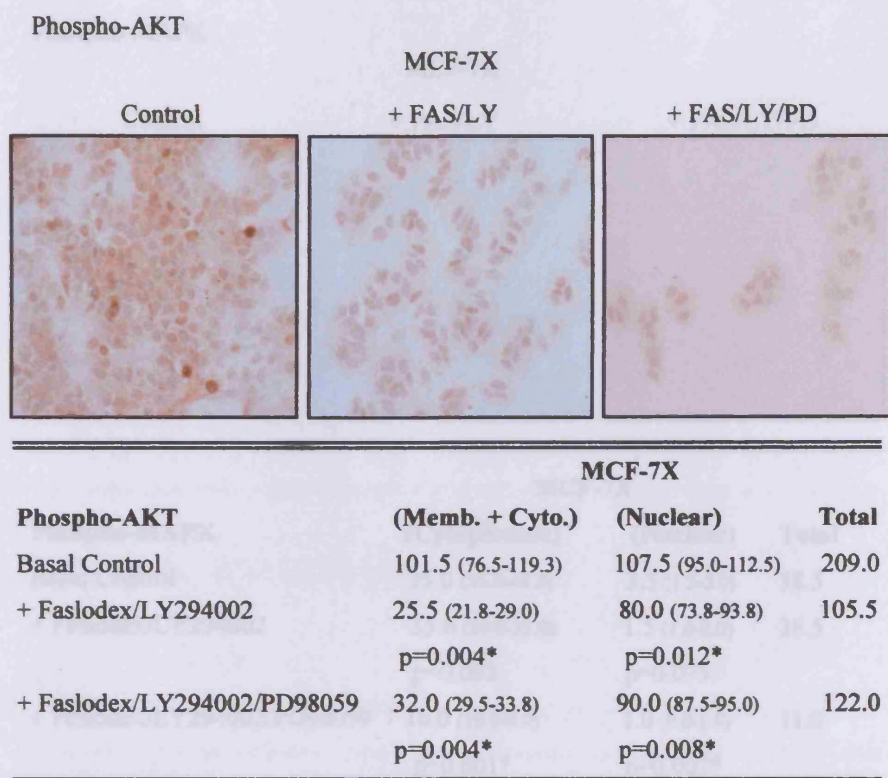 Phospho-AKT
MCF-7X
Control + FAS/LY + FAS/LY/PD
MCF-7X
Phospho-AKT (Memb. + Cyto.) (Nuclear) Total
Basal Control 101.5 (76.5-119.3) 107.5 (95.0-112.5) 209.0
+ Faslodex/LY294002 25.5 (21.8-29.0) 80.0 (73.8-93.8) 105.5
p=0.004* p=0.012*
+ Faslodex/LY294002/PD98059 32.0 (29.5-33.8) 90.0 (87.5-95.0) 122.0
p=0.004* p=0.008*